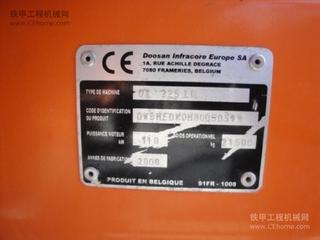 铁甲工程机械网
www.CEhome.com
CE
Doosan Infracore Europe SA
1A, RUE ACHILLE DEGRACE
7080 FRAMERIES, BELGIUM
TYPE DE MACHINE
CODE D'IDENTIFICATION
DU PRODUIT
PUISSANCE MOTEUR
kW 110
POIDS OPERATIONNEL
kg 21500
ANNEE DE FABRICATION
2008
PRODUIT EN BELGIQUE 91FR - 1008
铁甲工程机械网
www.CEhome.com